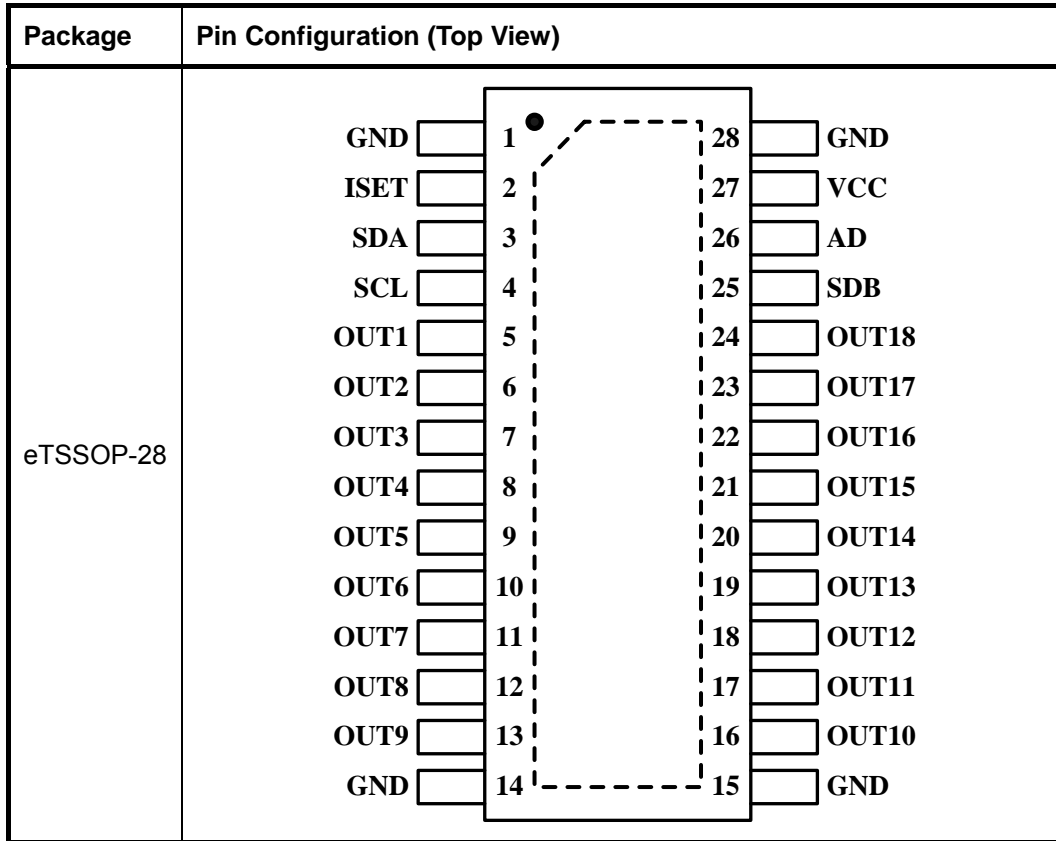 Package Pin Configuration (Top View)
GND 1 28 GND
ISET 2 27 VCC
SDA 3 26 AD
SCL 4 25 SDB
OUT1 5 24 OUT18
OUT2 6 23 OUT17
OUT3 7 22 OUT16
OUT4 8 21 OUT15
eTSSOP-28
OUT5 9 20 OUT14
OUT6 10 19 OUT13
OUT7 11 18 OUT12
OUT8 12 17 OUT11
OUT9 13 16 OUT10
GND 14 15 GND